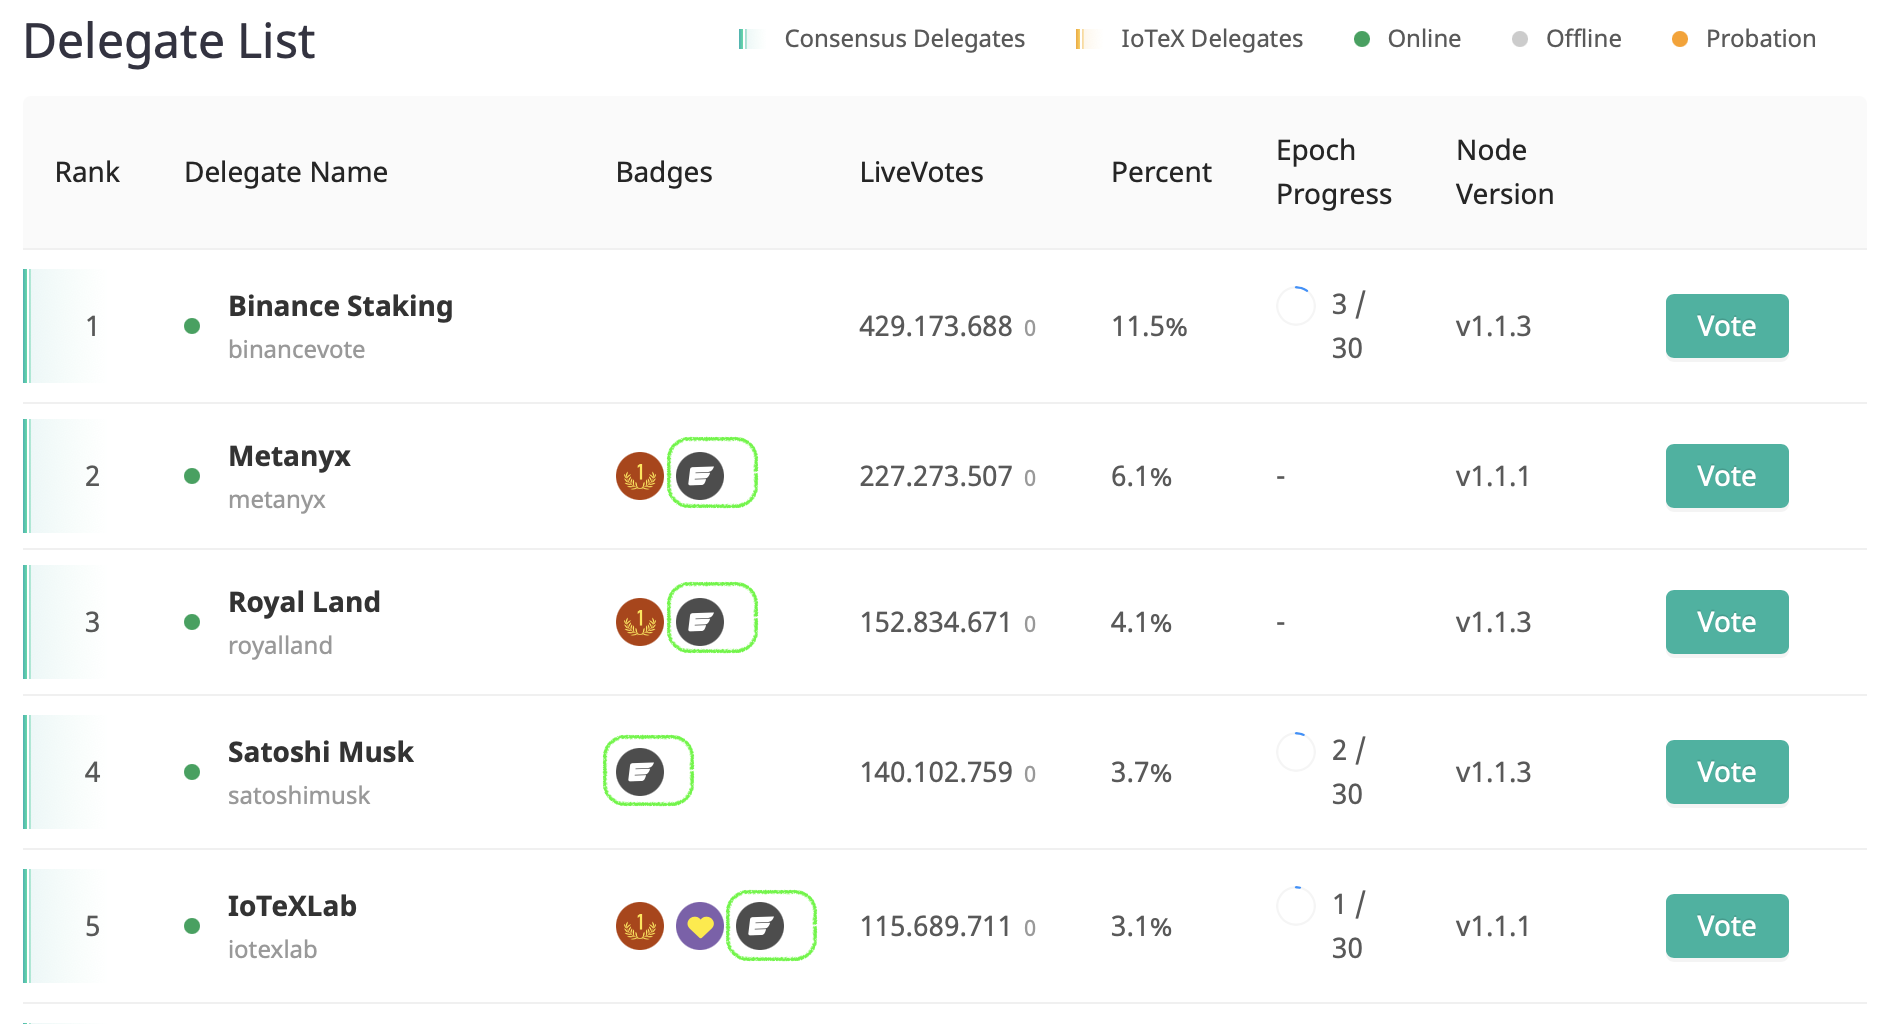 Delegate List
Consensus Delegates IoTeX Delegates Online Offline Probation
Rank Delegate Name Badges LiveVotes Percent Epoch Progress Node Version
1 Binance Staking 429.173.688 0 11.5% 3 / 30 v1.1.3 Vote
binancevote
2 Metanyx 1 227.273.507 0 6.1% - v1.1.1 Vote
metanyx
3 Royal Land 1 152.834.671 0 4.1% - v1.1.3 Vote
royalland
4 Satoshi Musk 140.102.759 0 3.7% 2 / 30 v1.1.3 Vote
satoshimusk
5 IoTeXLab 1 115.689.711 0 3.1% 1 / 30 v1.1.1 Vote
iotexlab